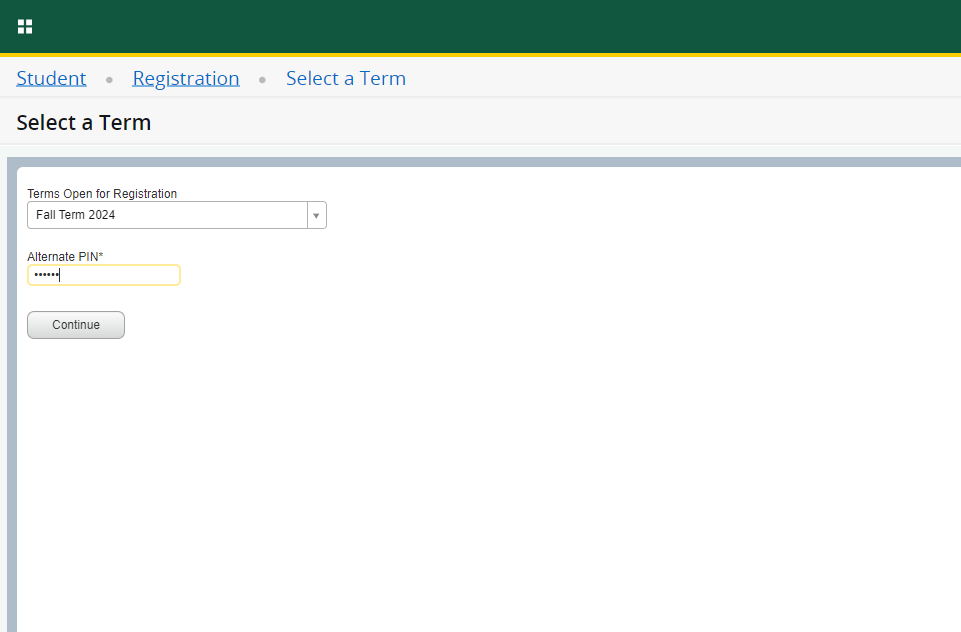 Student • Registration • Select a Term
Select a Term
Terms Open for Registration
Fall Term 2024
Alternate PIN*
••••••
Continue